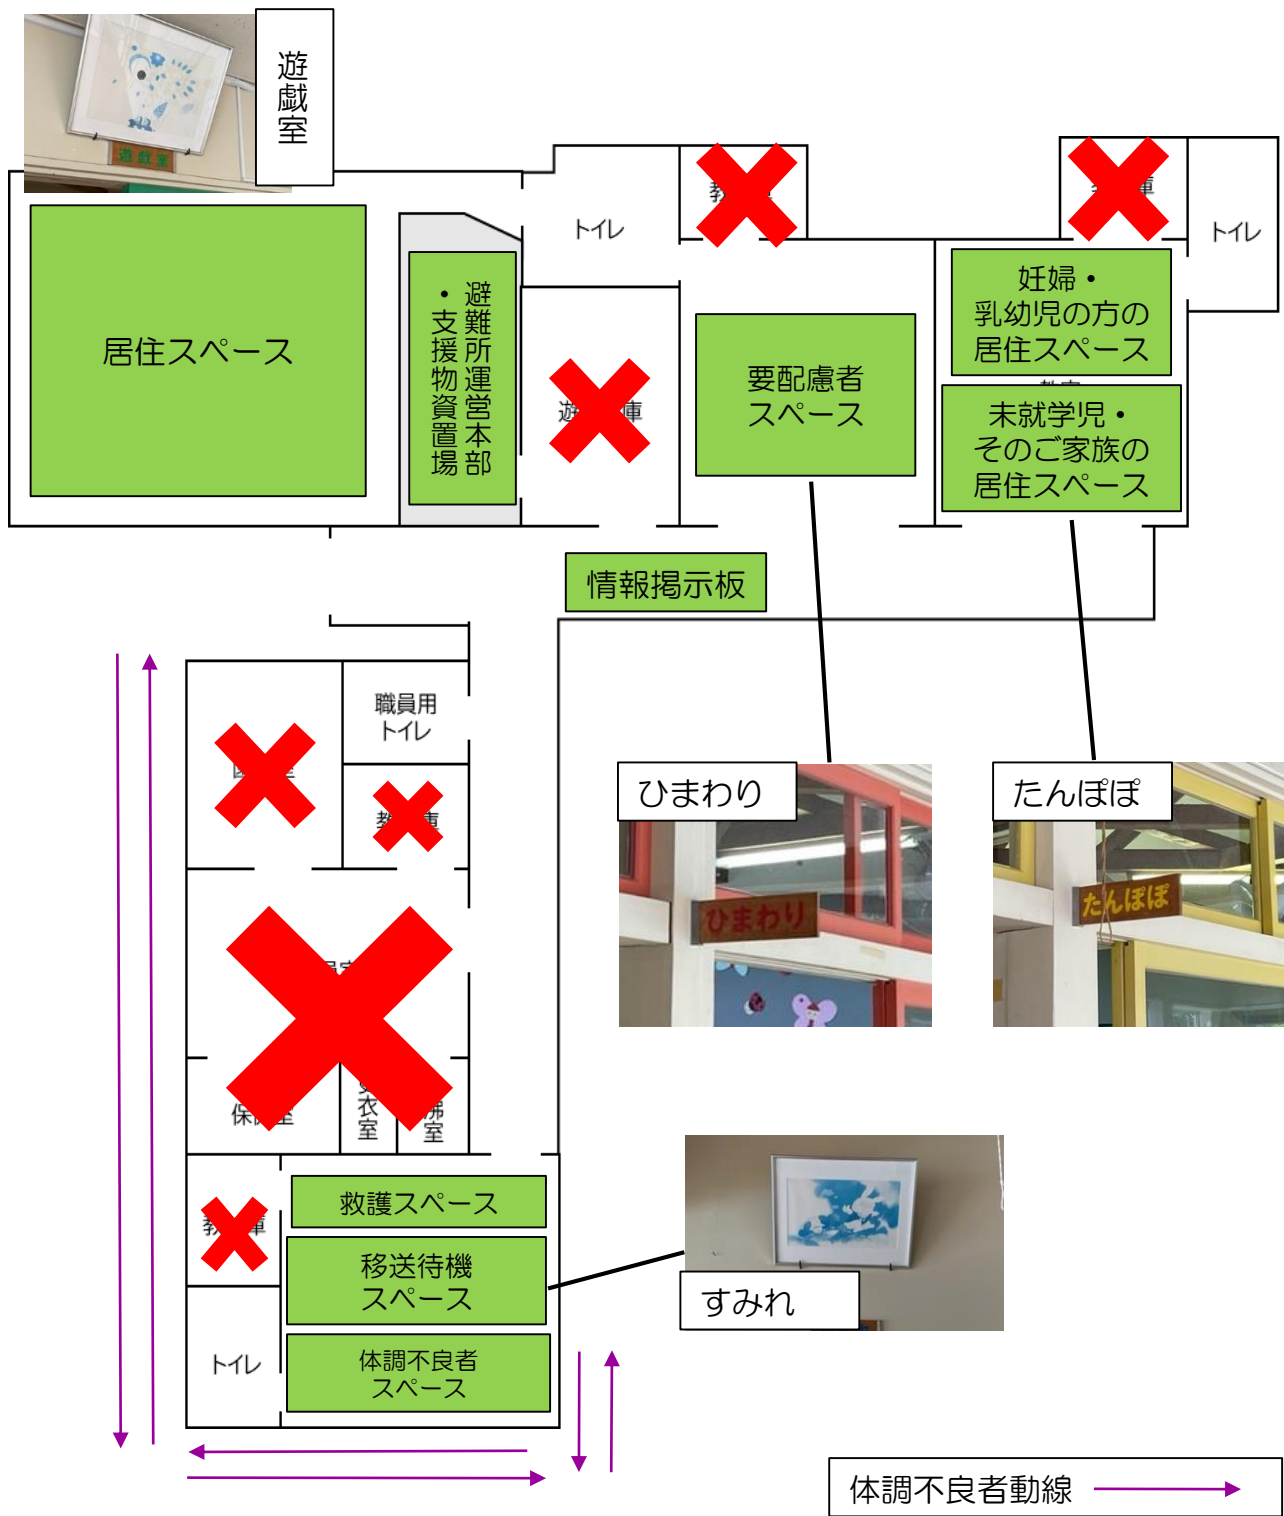 遊戯室
遊戯室
トイレ
トイレ
居住スペース
避難所運営本部
・支援物資置場
要配慮者
スペース
妊婦・
乳幼児の方の
居住スペース
未就学児・
そのご家族の
居住スペース
情報掲示板
職員用
トイレ
ひまわり
ひまわり
たんぽぽ
たんぽぽ
衣室
室
救護スペース
移送待機
スペース
体調不良者
スペース
トイレ
すみれ
体調不良者動線